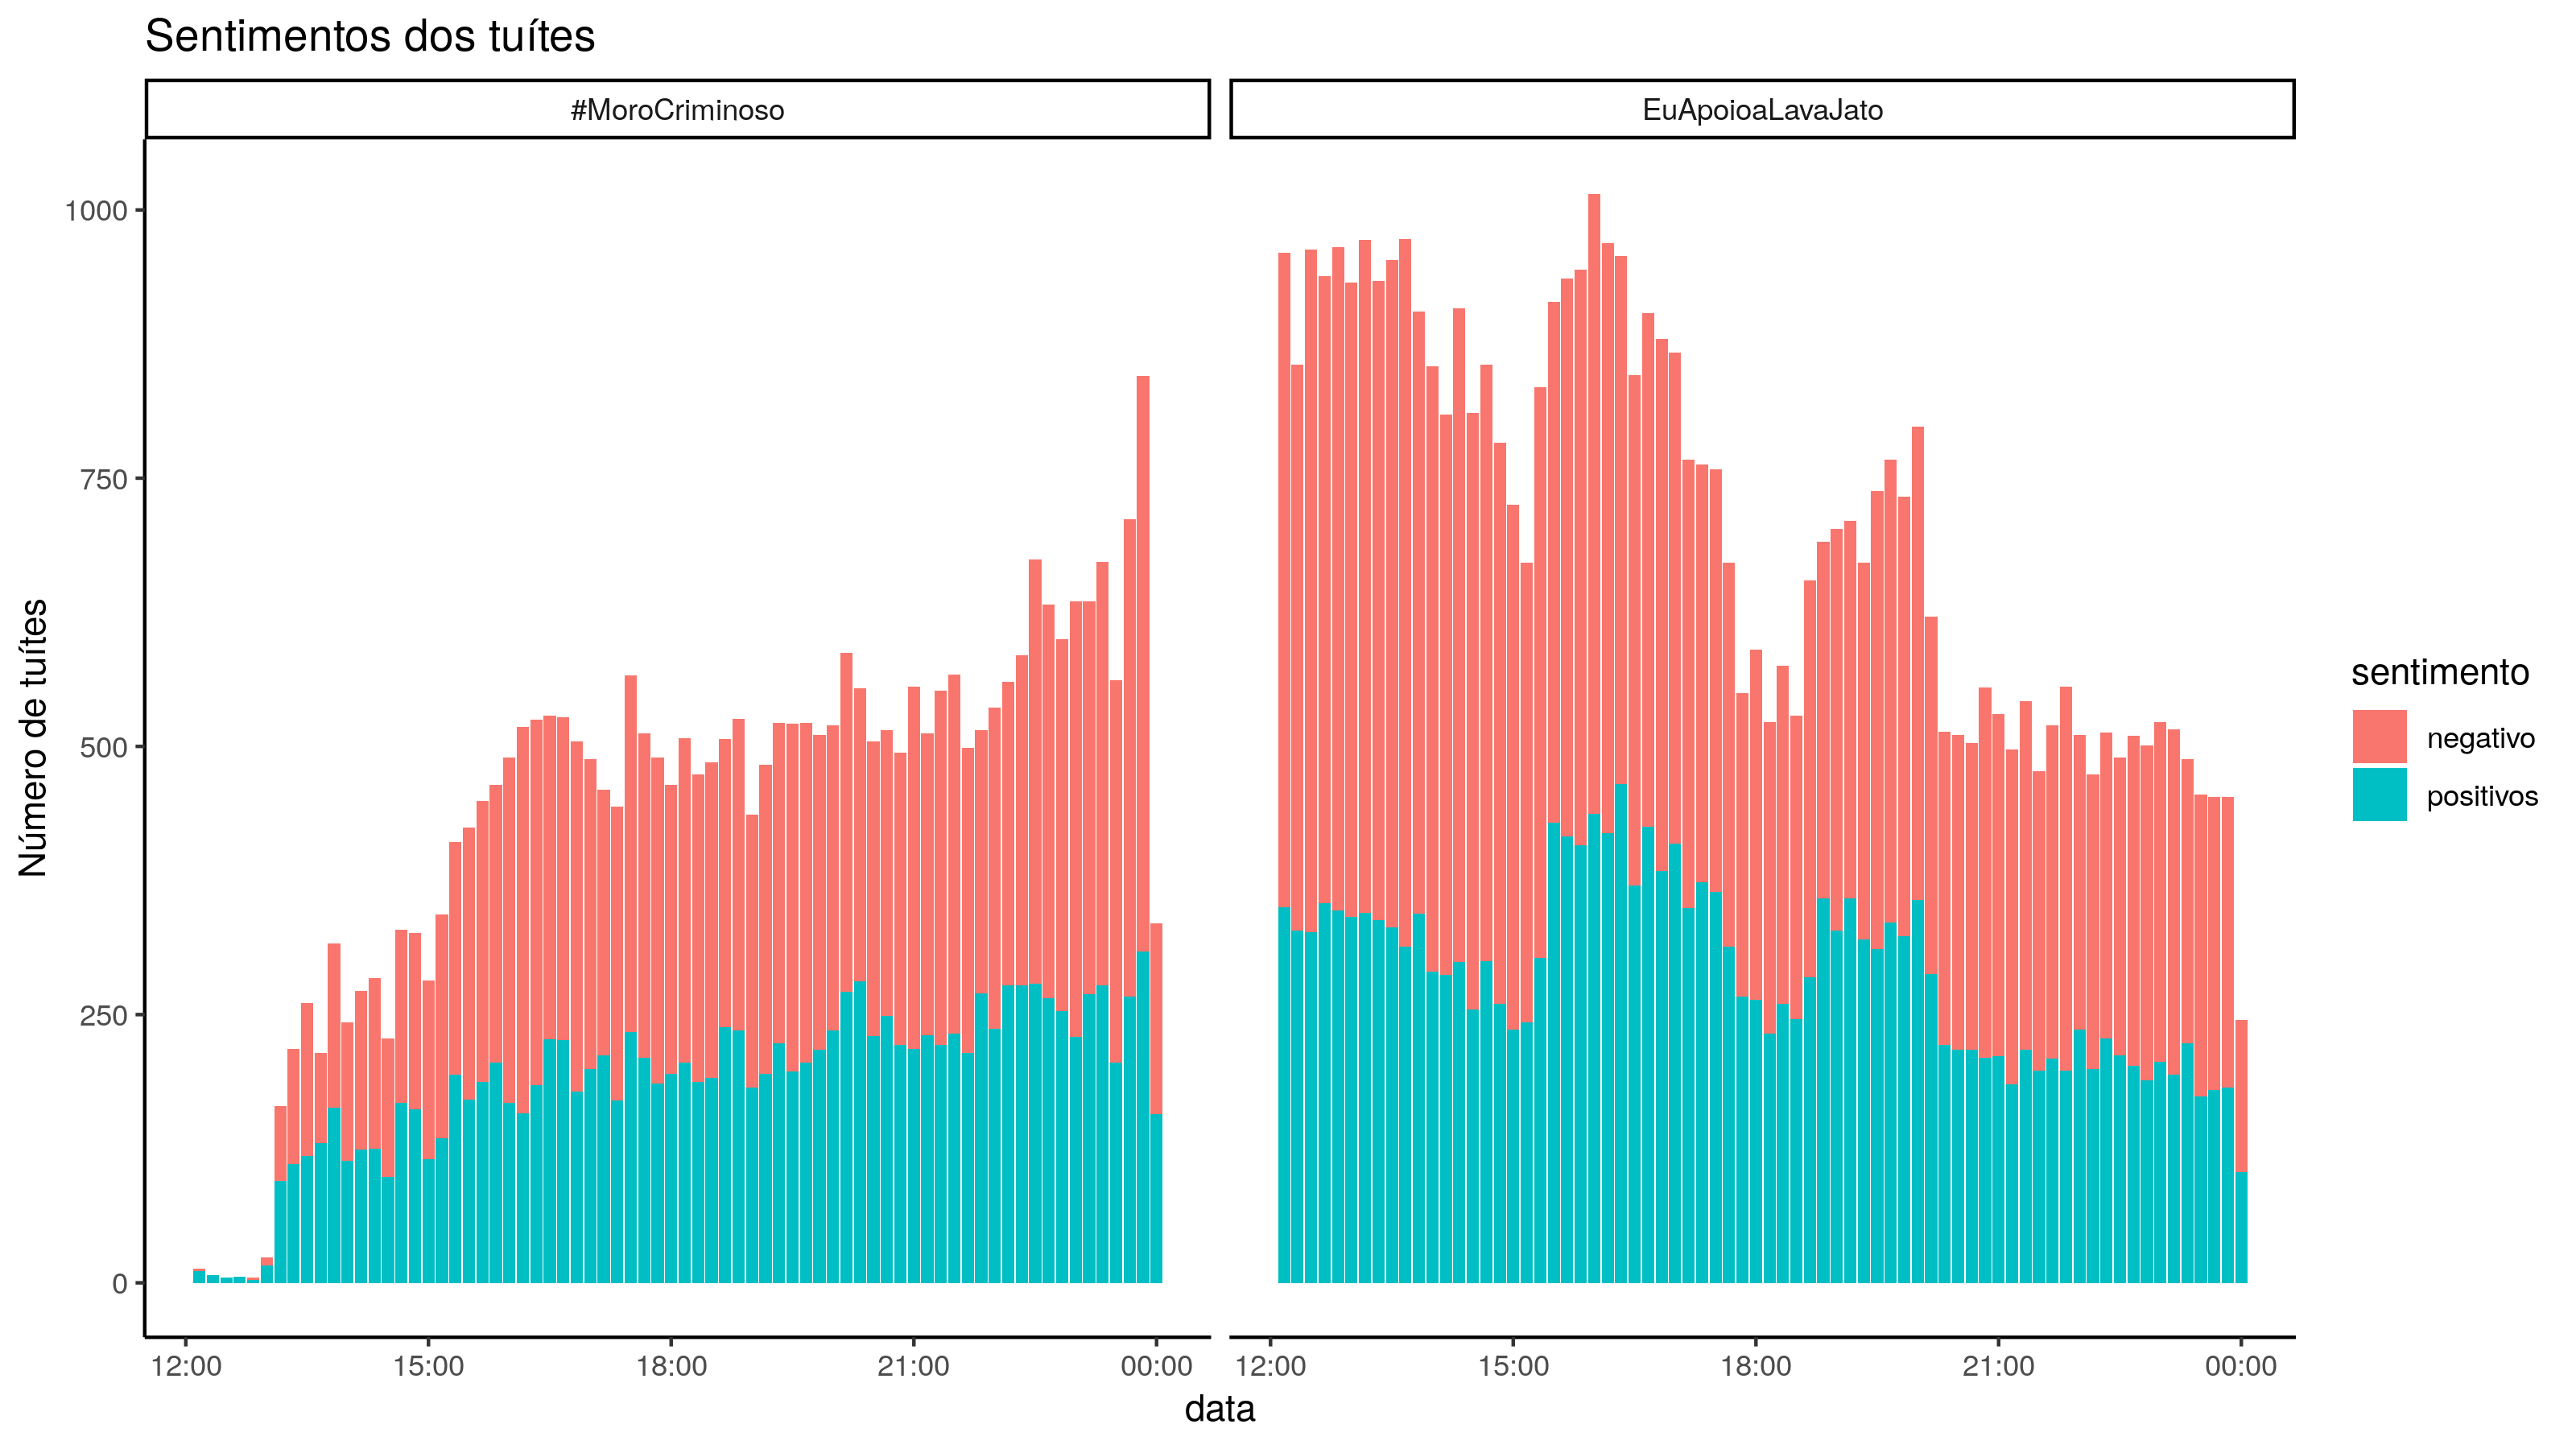 Sentimentos dos tuítes
#MoroCriminoso
EuApoioaLavaJato
Número de tuítes
1000
750
500
250
0
12:00 15:00 18:00 21:00 00:00
12:00 15:00 18:00 21:00 00:00
data
sentimento
negativo
positivos